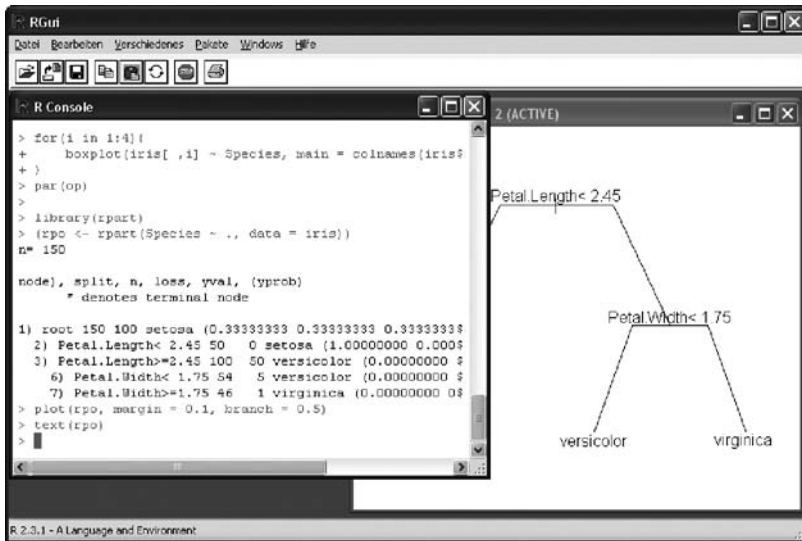 RGui
Datei Bearbeiten Verschiedenes Pakete Windows Hilfe
STOP
R Console
> for(i in 1:4){
+     boxplot(iris[ ,i] ~ Species, main = colnames(iris$
+ }
> par(op)
>
> library(rpart)
> (rpo <- rpart(Species ~ ., data = iris))
n= 150
node), split, n, loss, yval, (yprob)
      * denotes terminal node
1) root 150 100 setosa (0.33333333 0.33333333 0.3333333$
  2) Petal.Length< 2.45 50   0 setosa (1.00000000 0.000$
  3) Petal.Length>=2.45 100  50 versicolor (0.00000000 $
    6) Petal.Width< 1.75 54   5 versicolor (0.00000000 $
    7) Petal.Width>=1.75 46   1 virginica (0.00000000 0$
> plot(rpo, margin = 0.1, branch = 0.5)
> text(rpo)
>
2 (ACTIVE)
Petal.Length< 2.45
Petal.Width< 1.75
versicolor
virginica
R 2.3.1 - A Language and Environment